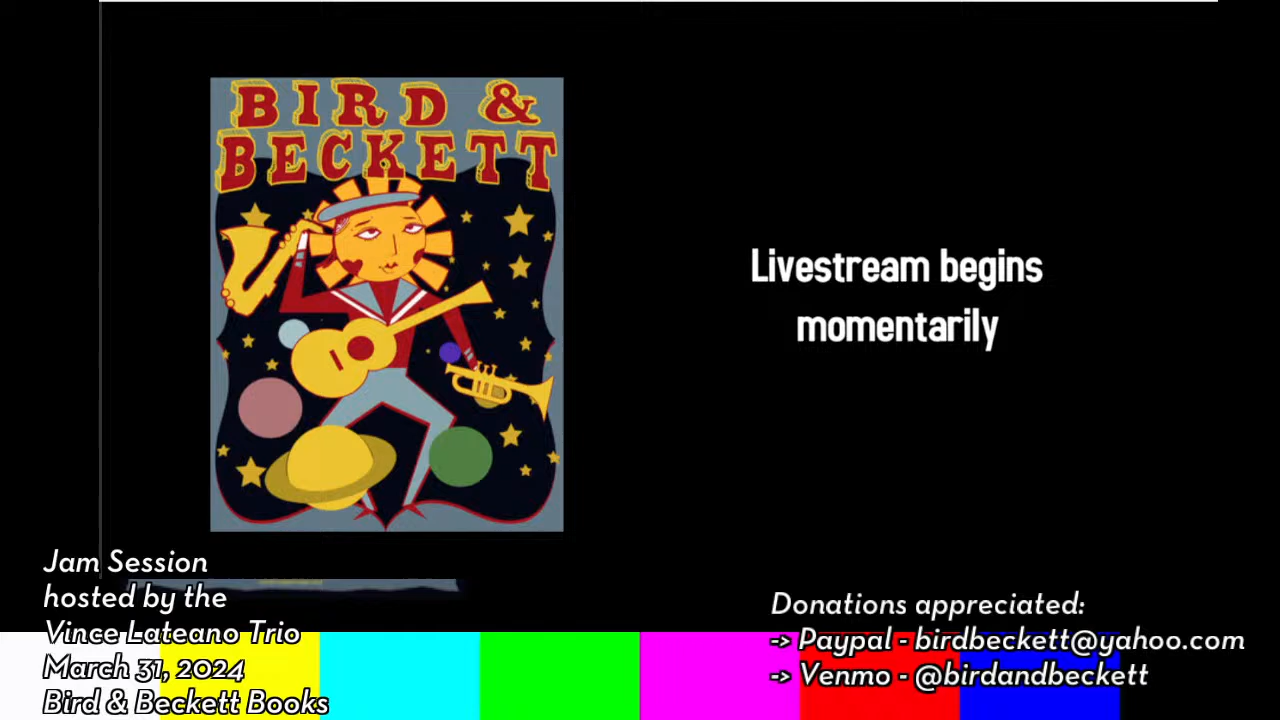 BIRD &
BECKETT
Livestream begins
momentarily
Jam Session
hosted by the
Vince Lateano Trio
March 31, 2024
Bird & Beckett Books
Donations appreciated:
-> Paypal - birdbeckett@yahoo.com
-> Venmo - @birdandbeckett